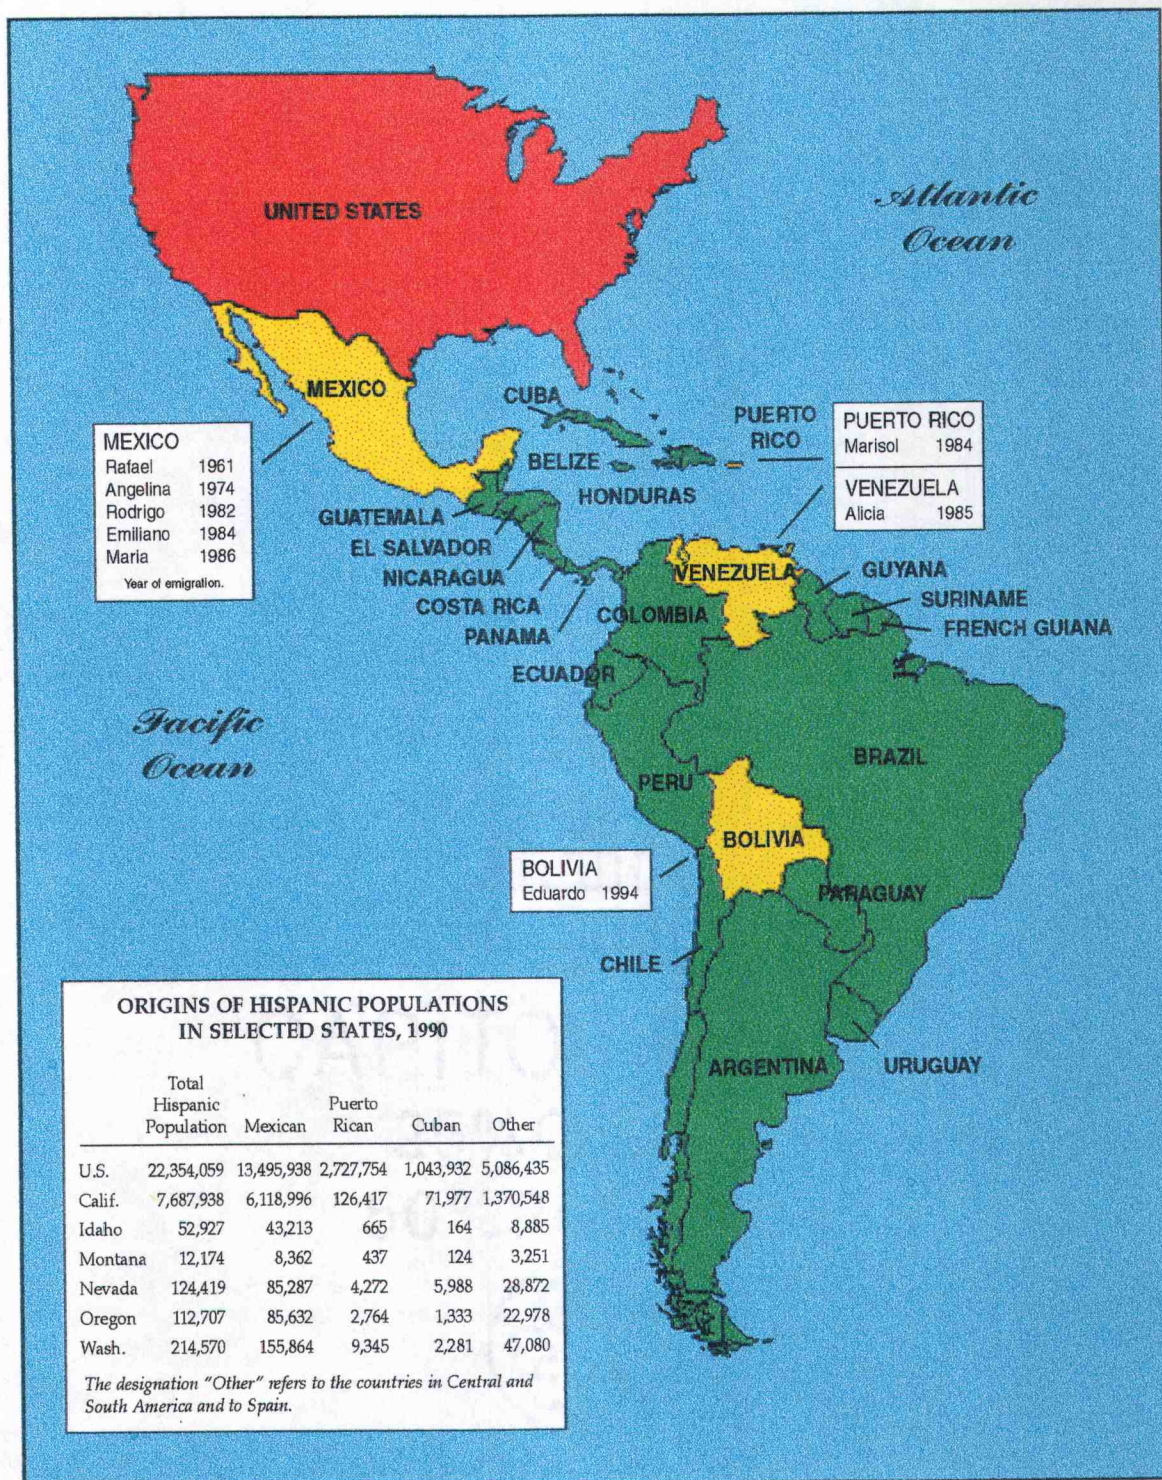 UNITED STATES
Atlantic
Ocean
MEXICO
CUBA
PUERTO
RICO
PUERTO RICO
Marisol 1984
VENEZUELA
Alicia 1985
MEXICO
Rafael 1961
Angelina 1974
Rodrigo 1982
Emiliano 1984
Maria 1986
Year of emigration.
BELIZE
HONDURAS
GUATEMALA
EL SALVADOR
NICARAGUA
COSTA RICA
PANAMA
VENEZUELA
GUYANA
SURINAME
FRENCH GUIANA
COLOMBIA
ECUADOR
Pacific
Ocean
BRAZIL
PERU
BOLIVIA
BOLIVIA
Eduardo 1994
PARAGUAY
CHILE
ARGENTINA
URUGUAY
ORIGINS OF HISPANIC POPULATIONS
IN SELECTED STATES, 1990
Total
Hispanic Puerto
Population Mexican Rican Cuban Other
U.S. 22,354,059 13,495,938 2,727,754 1,043,932 5,086,435
Calif. 7,687,938 6,118,996 126,417 71,977 1,370,548
Idaho 52,927 43,213 665 164 8,885
Montana 12,174 8,362 437 124 3,251
Nevada 124,419 85,287 4,272 5,988 28,872
Oregon 112,707 85,632 2,764 1,333 22,978
Wash. 214,570 155,864 9,345 2,281 47,080
The designation "Other" refers to the countries in Central and
South America and to Spain.